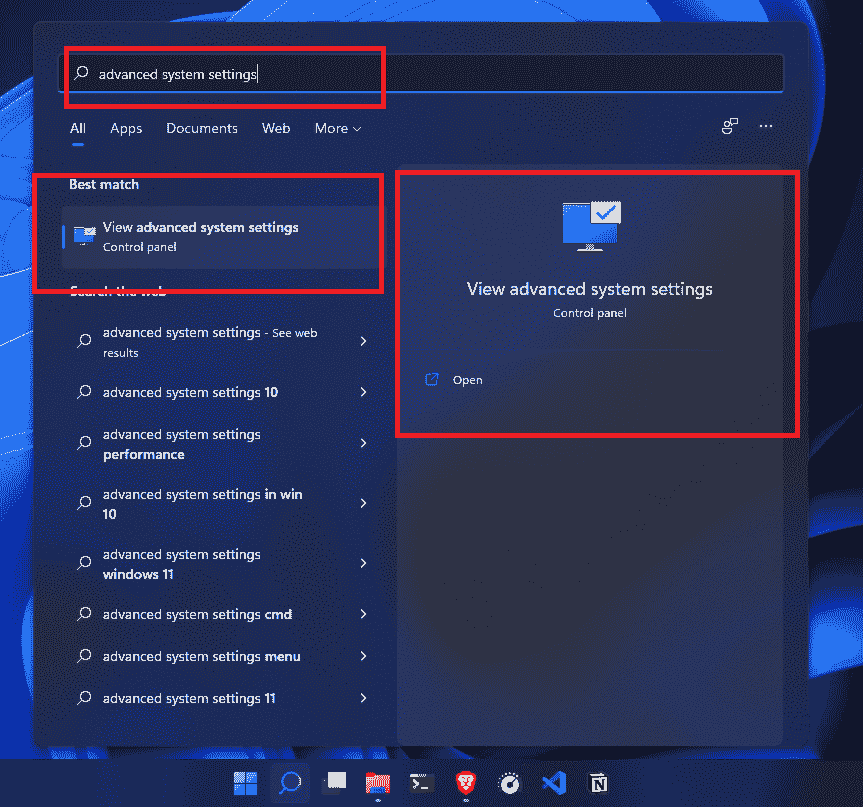 advanced system settings
All Apps Documents Web More
Best match
View advanced system settings
Control panel
Search the web
advanced system settings - See web
results
advanced system settings 10
advanced system settings
performance
advanced system settings in win
10
advanced system settings
windows 11
advanced system settings cmd
advanced system settings menu
advanced system settings 11
View advanced system settings
Control panel
Open